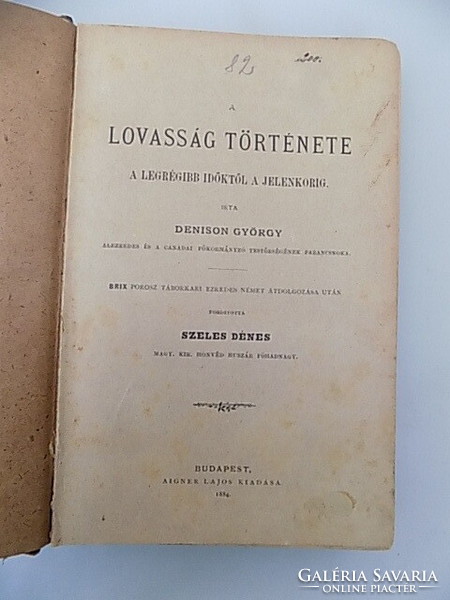 82
200.
A
LOVASSÁG TÖRTÉNETE
A LEGRÉGIBB IDŐKTŐL A JELENKORIG.
IRTA
DENISON GYÖRGY
ALEZREDES ÉS A CANADAI FŐKORMÁNYZÓ TESTŐRSÉGÉNEK PARANCSNOKA.
BRIX POROSZ TÁBORKARI EZREDES NÉMET ÁTDOLGOZÁSA UTÁN
FORDITOTTA
SZELES DÉNES
MAGY. KIR. HONVÉD HUSZÁR FŐHADNAGY.
BUDAPEST,
AIGNER LAJOS KIADÁSA.
1884.
GALÉRIA SAVARIA
ONLINE PIACTÉR